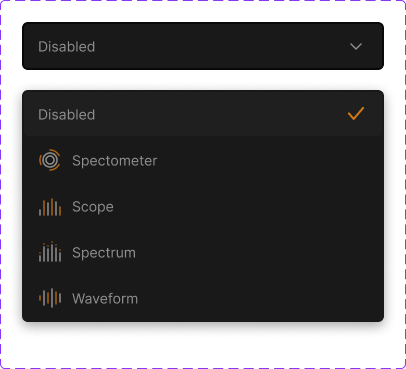 Disabled
Disabled
Spectometer
Scope
Spectrum
Waveform